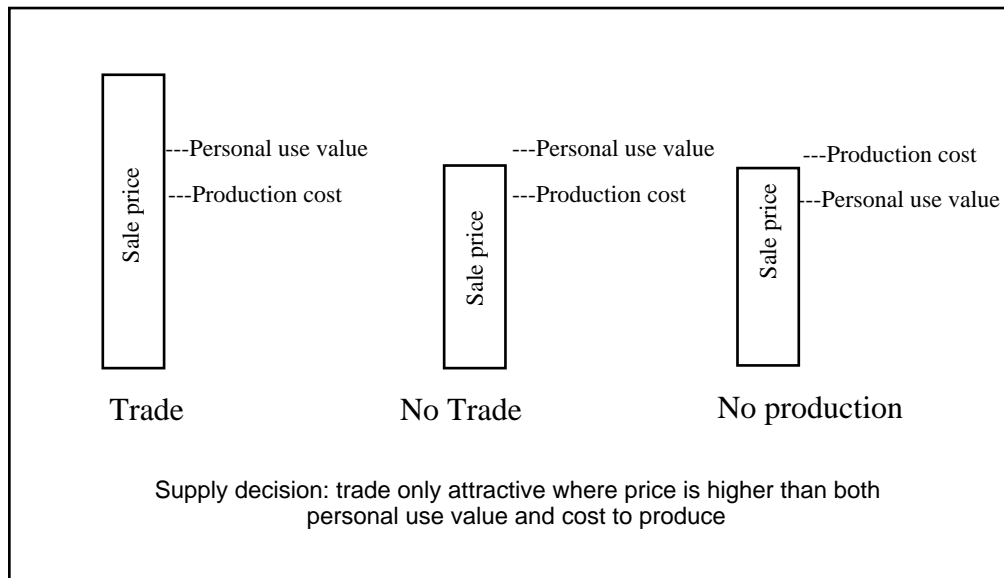 Sale price
---Personal use value
---Production cost
Trade
Sale price
---Personal use value
---Production cost
No Trade
Sale price
---Production cost
---Personal use value
No production
Supply decision: trade only attractive where price is higher than both
personal use value and cost to produce